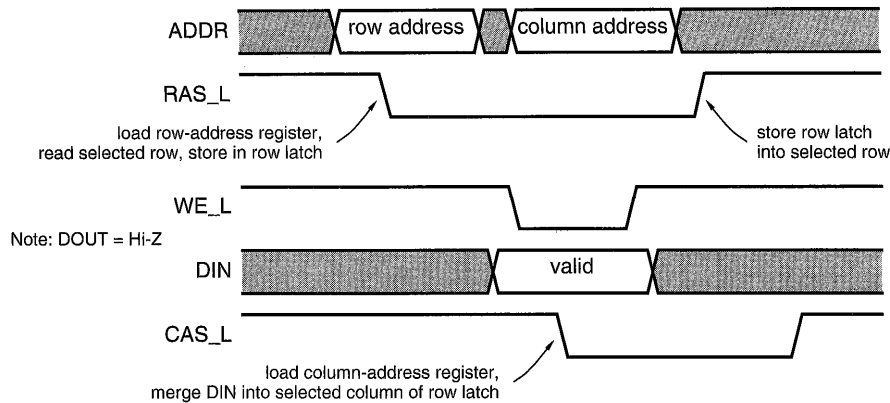 ADDR
row address
column address
RAS_L
load row-address register,
read selected row, store in row latch
store row latch
into selected row
WE_L
Note: DOUT = Hi-Z
DIN
valid
CAS_L
load column-address register,
merge DIN into selected column of row latch